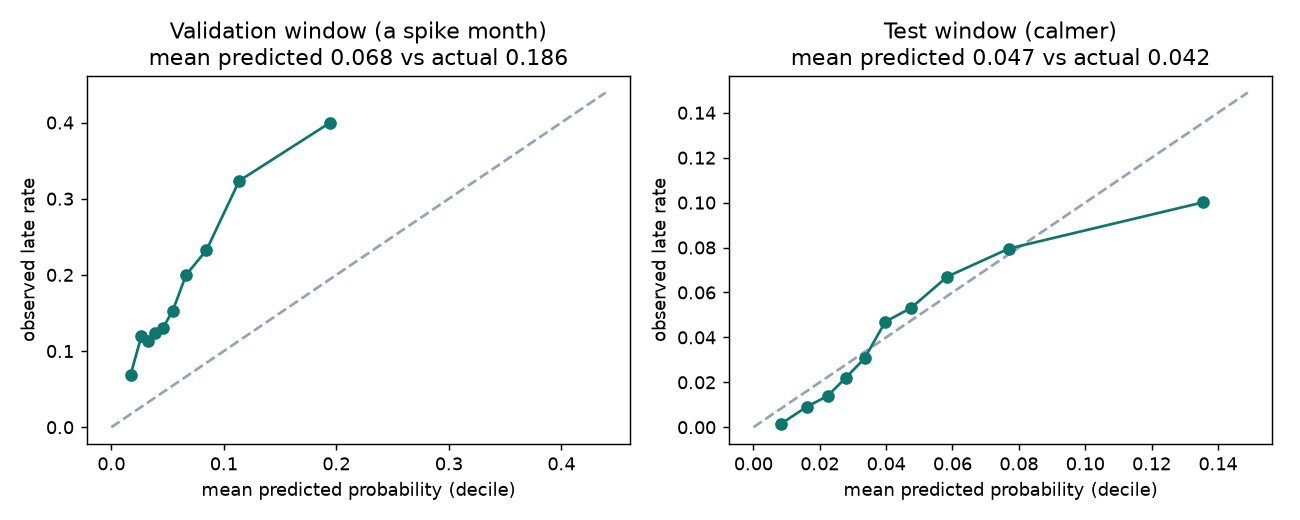 Validation window (a spike month)
mean predicted 0.068 vs actual 0.186
observed late rate
0.4
0.3
0.2
0.1
0.0
0.0 0.1 0.2 0.3 0.4
mean predicted probability (decile)
Test window (calmer)
mean predicted 0.047 vs actual 0.042
observed late rate
0.14
0.12
0.10
0.08
0.06
0.04
0.02
0.00
0.00 0.02 0.04 0.06 0.08 0.10 0.12 0.14
mean predicted probability (decile)